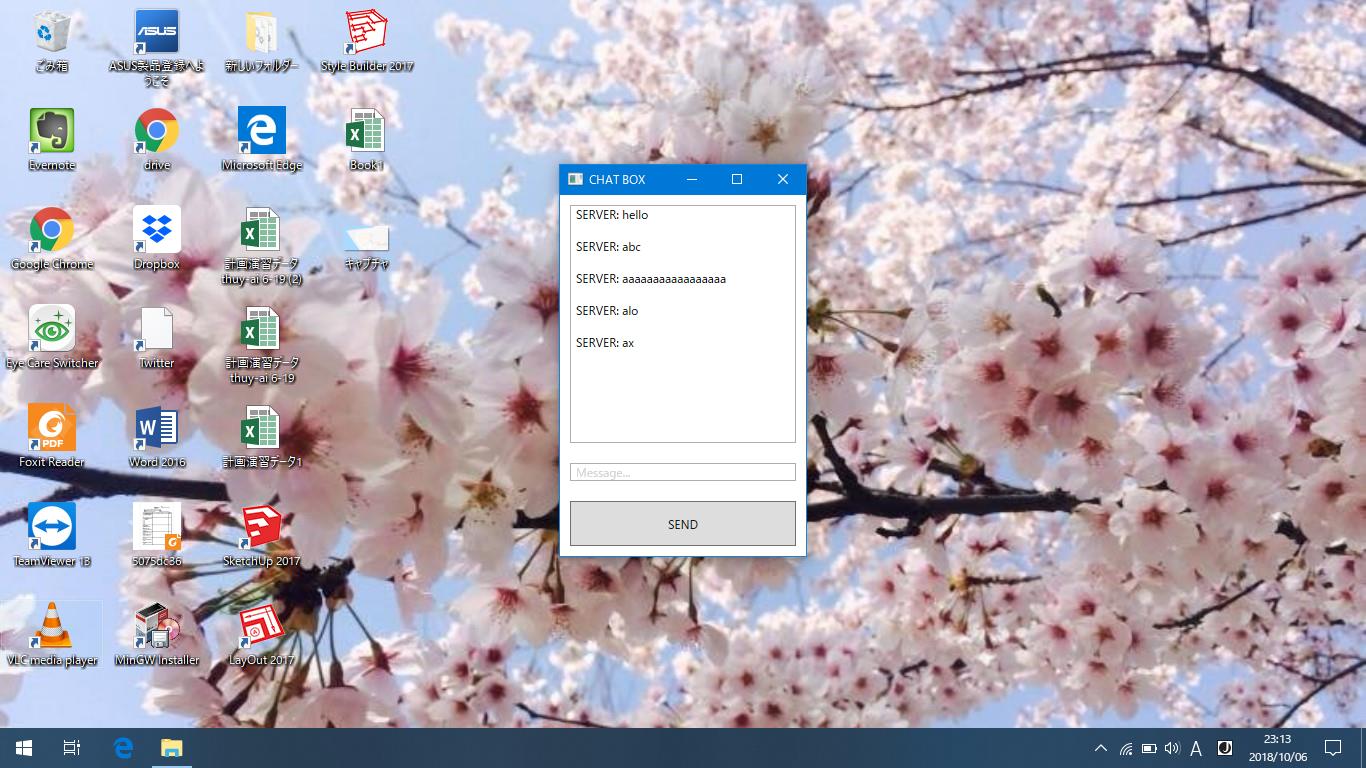 ごみ箱
ASUS
ASUS製品登録へよ
うこそ
新しいフォルダー
Style Builder 2017
Evernote
drive
Microsoft Edge
Book1
Google Chrome
Dropbox
計画演習データ
thuy-ai 6-19 (2)
キャプチャ
Eye Care Switcher
Twitter
計画演習データ
thuy-ai 6-19
PDF
Foxit Reader
Word 2016
計画演習データ1
TeamViewer 13
5075dc36
SketchUp 2017
VLC media player
MinGW Installer
LayOut 2017
CHAT BOX
SERVER: hello
SERVER: abc
SERVER: aaaaaaaaaaaaaaaaa
SERVER: alo
SERVER: ax
Message...
SEND
A
J
23:13
2018/10/06